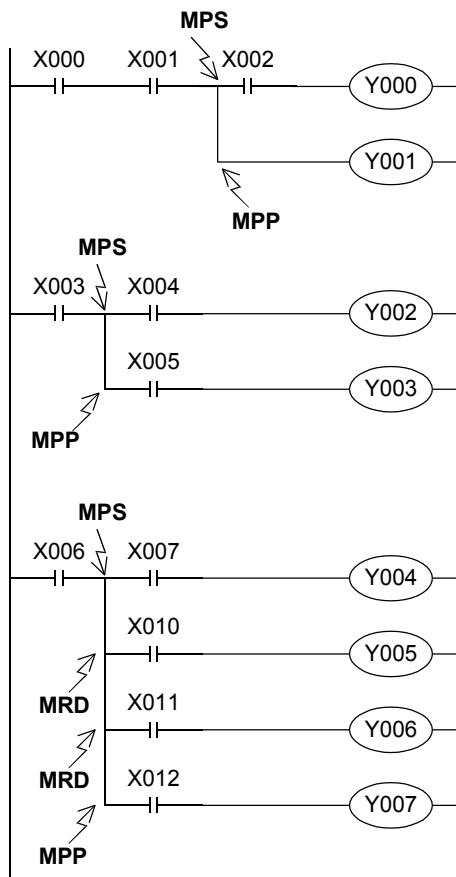 MPS
X000 X001 X002 Y000
Y001
MPP
MPS
X003 X004 Y002
X005 Y003
MPP
MPS
X006 X007 Y004
X010 Y005
MRD X011 Y006
MRD X012 Y007
MPP